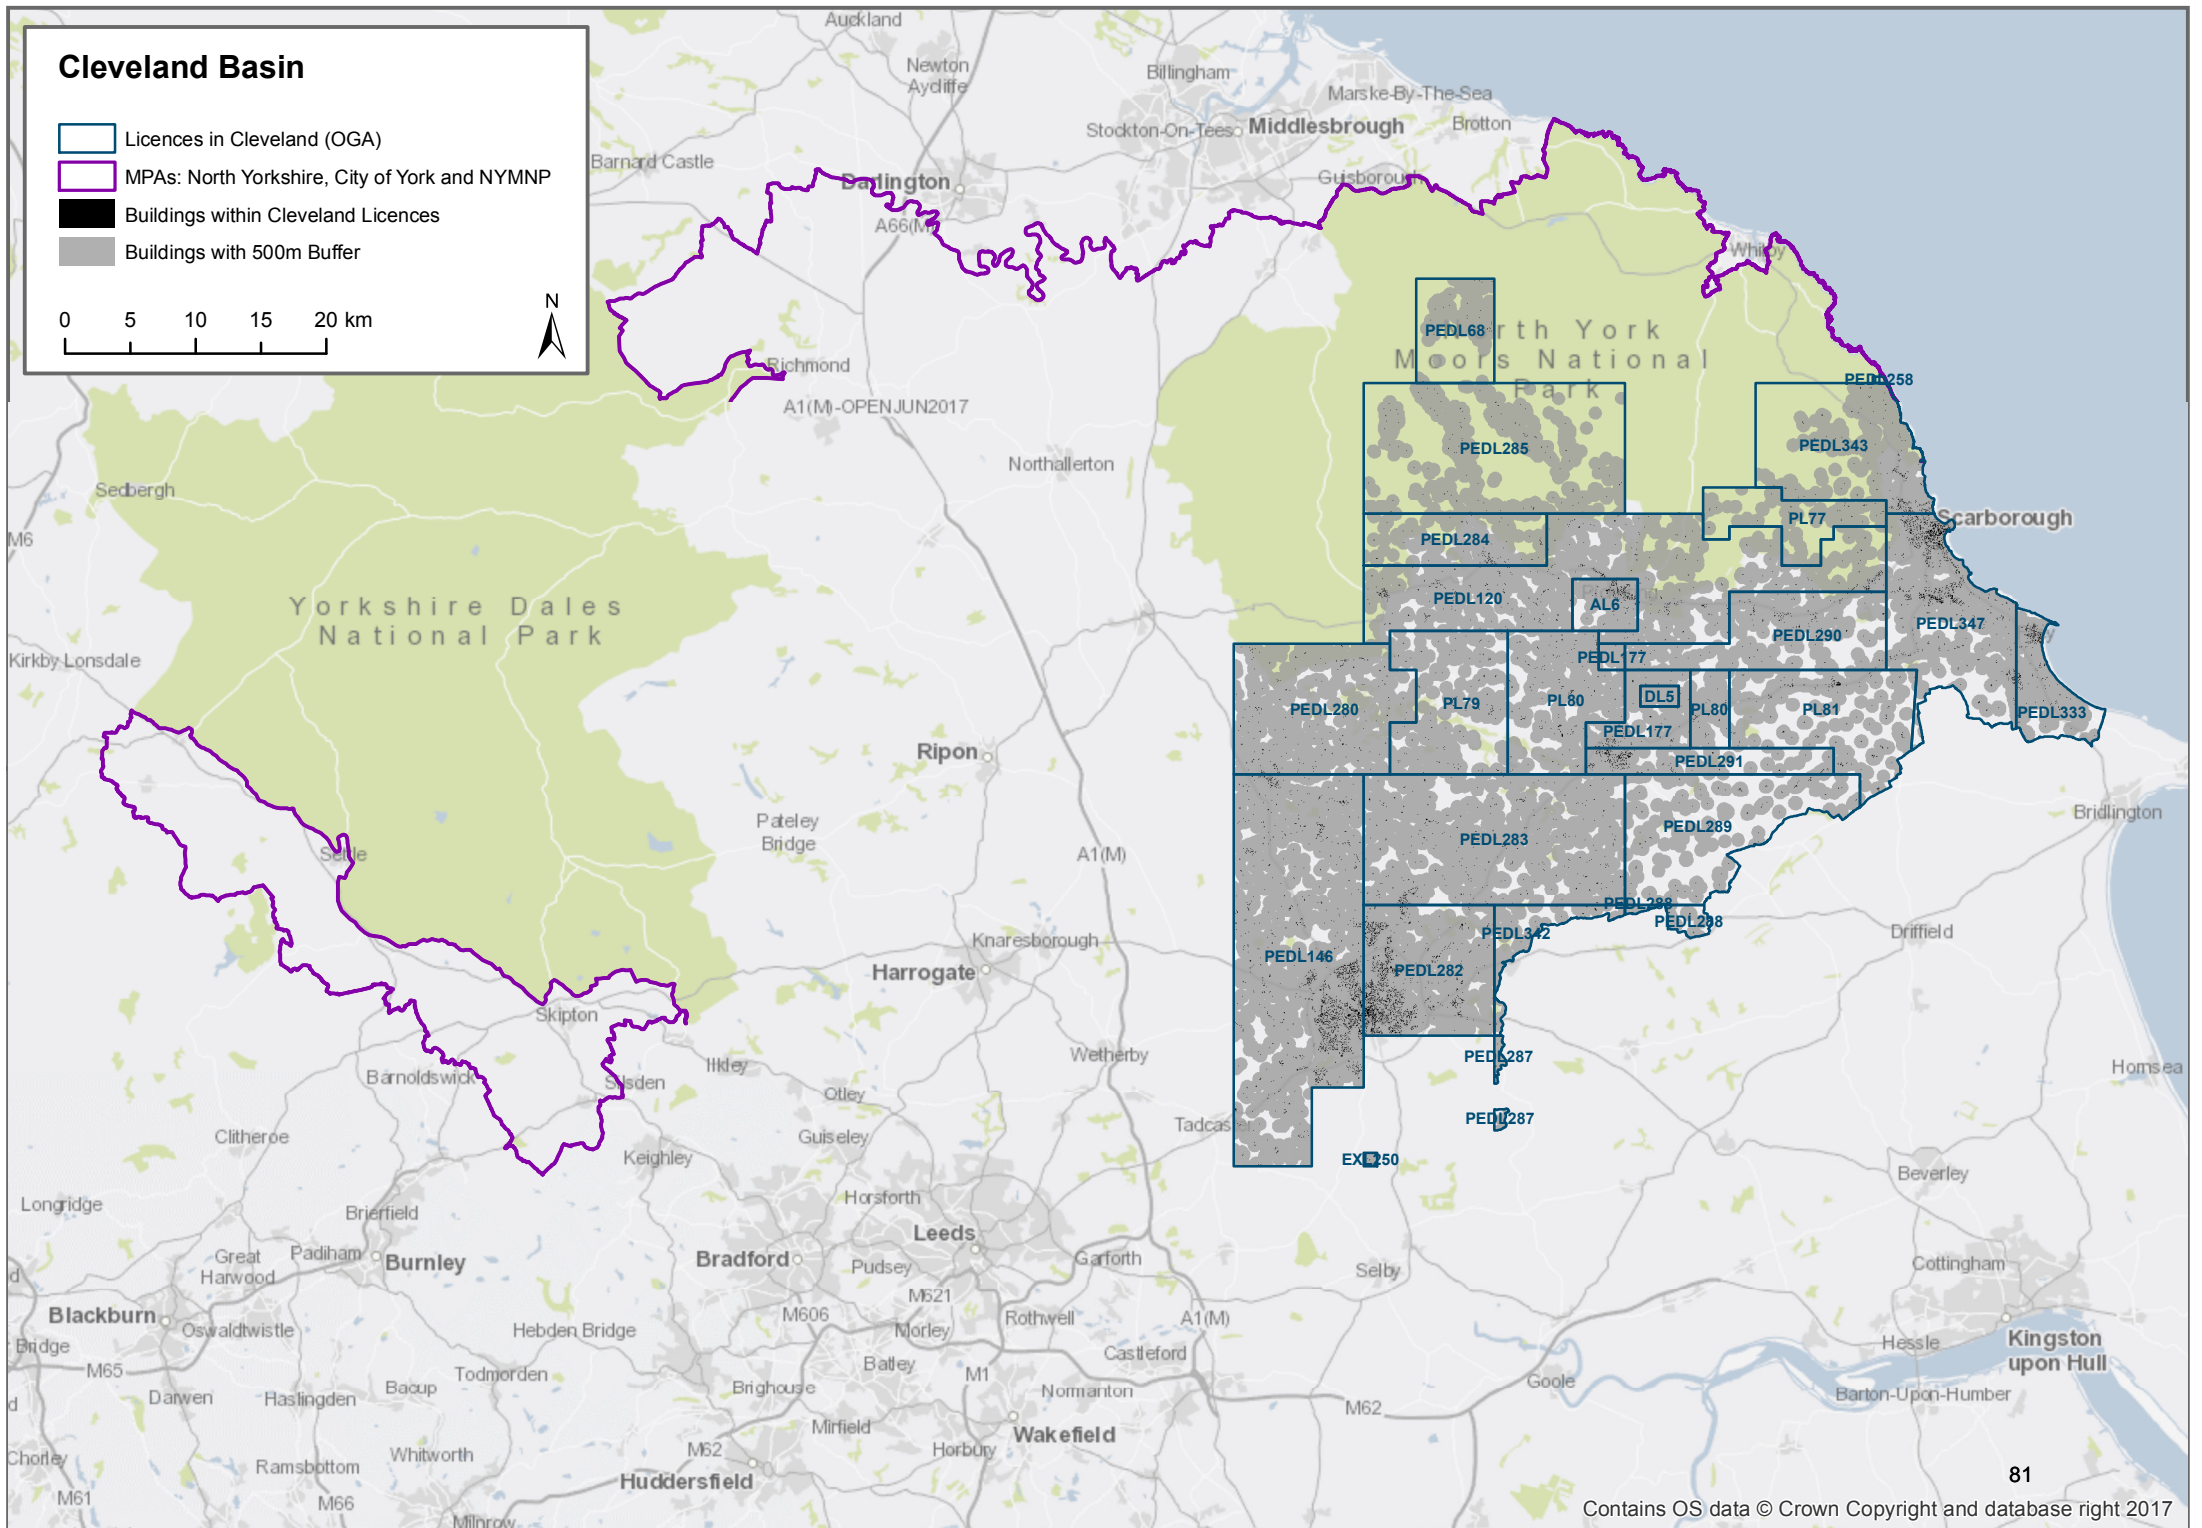 Cleveland Basin
Licences in Cleveland (OGA)
MPAs: North Yorkshire, City of York and NYMNP
Buildings within Cleveland Licences
Buildings with 500m Buffer
0 5 10 15 20 km
N
Auckland
Newton
Aycliffe
Billingham
Marske-By-The-Sea
Stockton-On-Tees
Middlesbrough
Brotton
Barnard Castle
Darlington
Guisborough
A66(M)
Whitby
PEDL68
North York
Moors National
Park
Richmond
PEDL258
A1(M)-OPENJUN2017
PEDL285
PEDL343
Northallerton
Sedbergh
PL77
Scarborough
M6
PEDL284
Yorkshire Dales
National Park
PEDL120
AL6
PEDL347
PEDL290
Kirkby Lonsdale
PEDL177
PEDL280
PL79
PL80
DL5
PL80
PL81
PEDL333
PEDL177
Ripon
PEDL291
Bridlington
Pateley
Bridge
Settle
A1(M)
PEDL283
PEDL289
PEDL288
PEDL288
PEDL342
Driffield
Knaresborough
Harrogate
PEDL146
PEDL282
Skipton
Wetherby
PEDL287
Ilkley
Hornsea
Barnoldswick
Silsden
Otley
PEDL287
Tadcaster
Clitheroe
Guiseley
Keighley
EXL250
Beverley
Longridge
Horsforth
Brierfield
Leeds
Great
Harwood
Padiham
Burnley
Bradford
Pudsey
Garforth
Selby
Cottingham
M621
Blackburn
Oswaldtwistle
M606
Rothwell
A1(M)
Hebden Bridge
Morley
Hessle
Kingston
upon Hull
Bridge
M65
Batley
Castleford
Todmorden
M1
Darwen
Haslingden
Bacup
Brighouse
Normanton
Goole
Barton-Upon-Humber
M62
Mirfield
Wakefield
Whitworth
M62
Horbury
Chorley
Ramsbottom
Huddersfield
M61
M66
Milnrow
81
Contains OS data © Crown Copyright and database right 2017